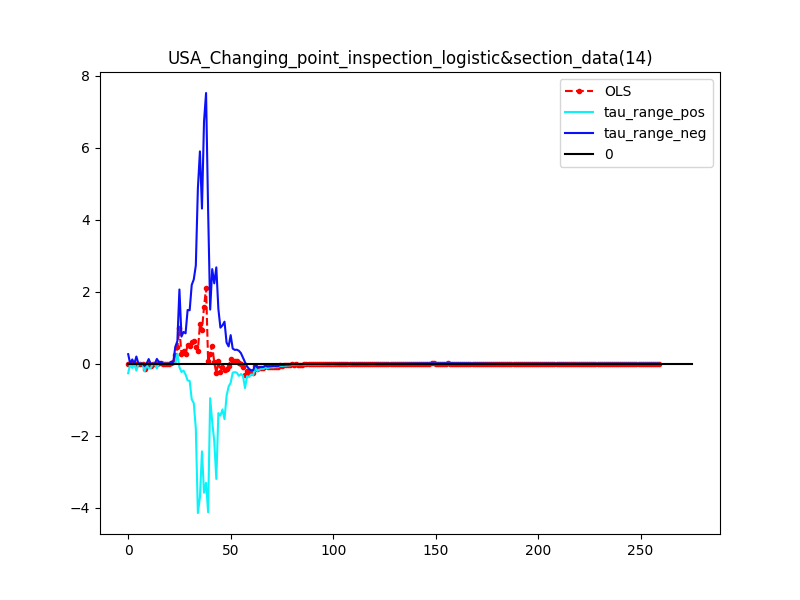 USA_Changing_point_inspection_logistic&section_data(14)
OLS
tau_range_pos
tau_range_neg
0
8
6
4
2
0
−2
−4
0 50 100 150 200 250